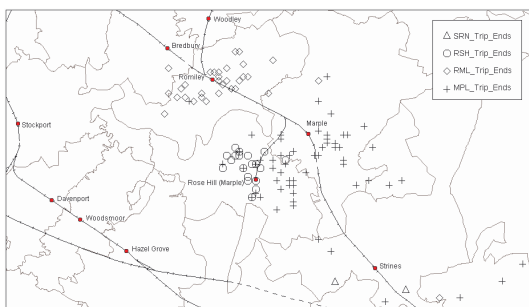 Woodley
Bredbury
Romiley
Stockport
Marple
Rose Hill (Marple)
Davenport
Woodsmoor
Hazel Grove
Strines
SRN_Trip_Ends
RSH_Trip_Ends
RML_Trip_Ends
MPL_Trip_Ends